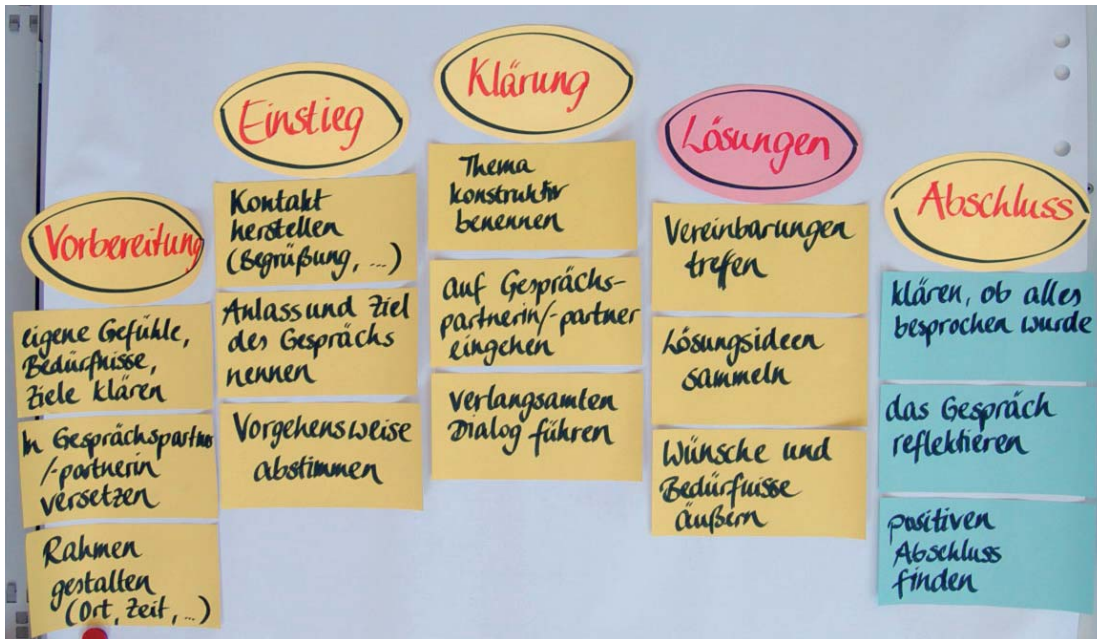 Vorbereitung
eigene Gefühle,
Bedürfnisse,
Ziele klären
In Gesprächspartner
/-partnerin
versetzen
Rahmen
gestalten
(Ort, Zeit, ...)
Einstieg
Kontakt
herstellen
(Begrüßung, ...)
Anlass und Ziel
des Gesprächs
nennen
Vorgehensweise
abstimmen
Klärung
Thema
konstruktiv
benennen
auf Gesprächs-
partnerin/-partner
eingehen
verlangsamten
Dialog führen
Lösungen
Vereinbarungen
treffen
Lösungsideen
sammeln
Wünsche und
Bedürfnisse
äußern
Abschluss
klären, ob alles
besprochen wurde
das Gespräch
reflektieren
positiven
Abschluss
finden